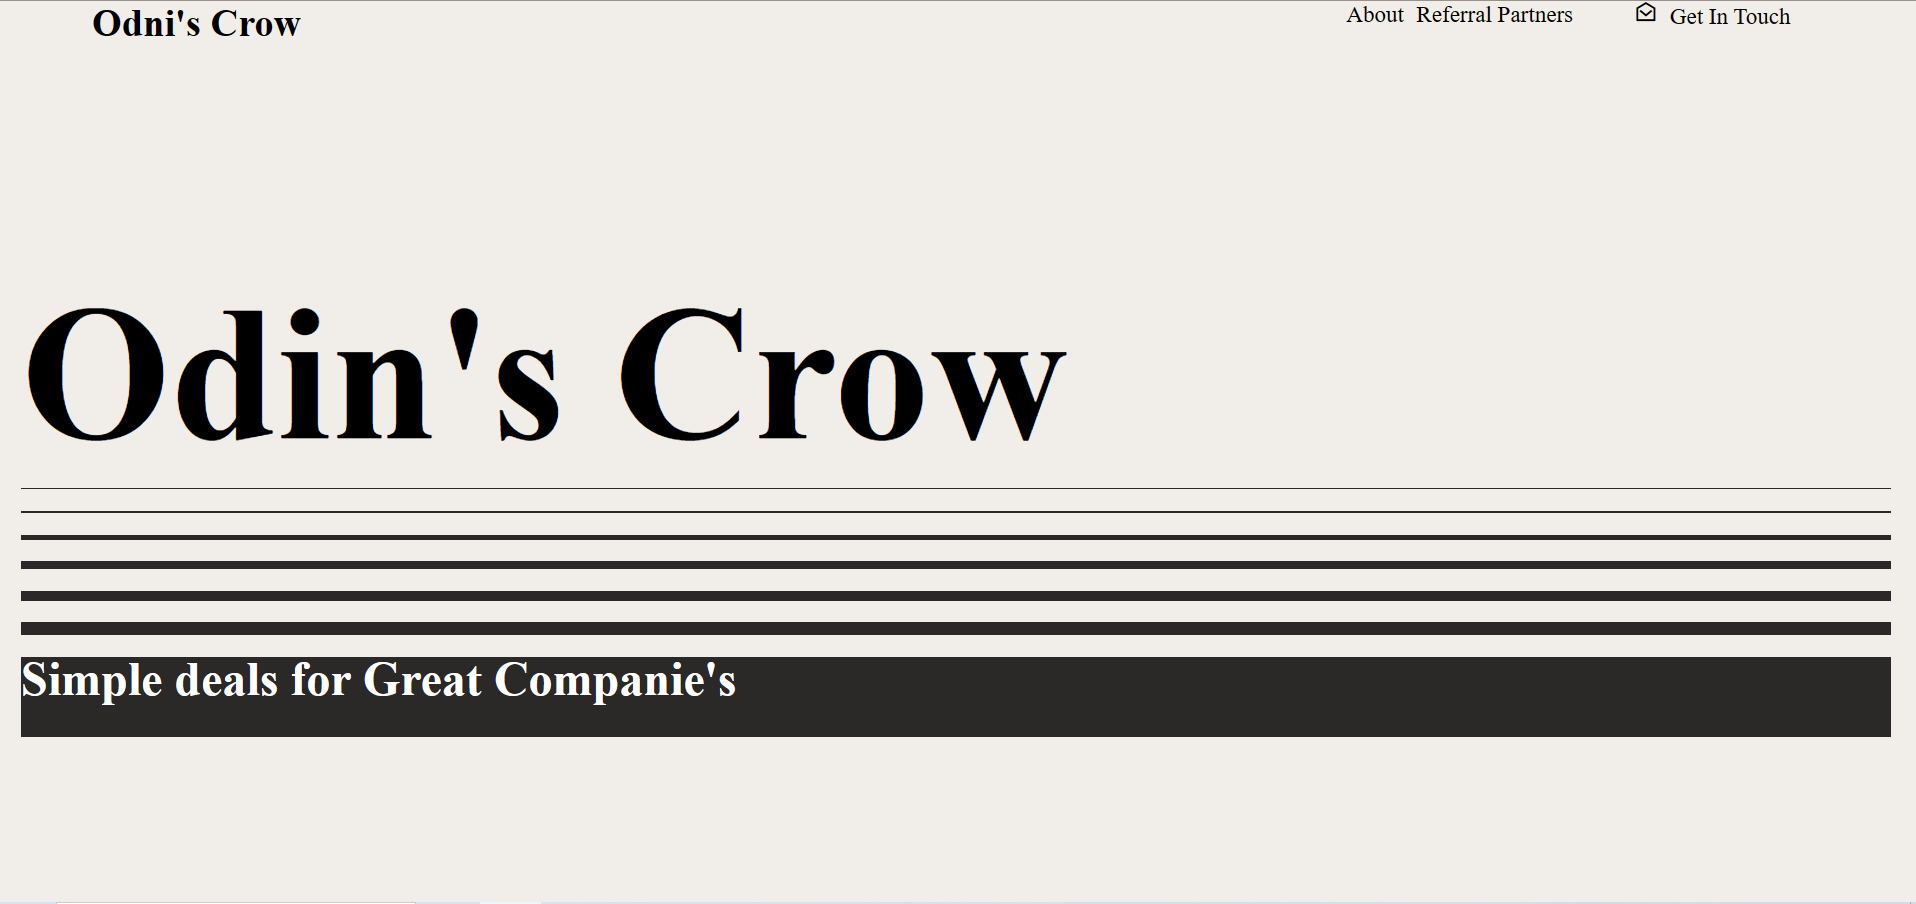 Odni's Crow
About Referral Partners Get In Touch
Odin's Crow
Simple deals for Great Companie's